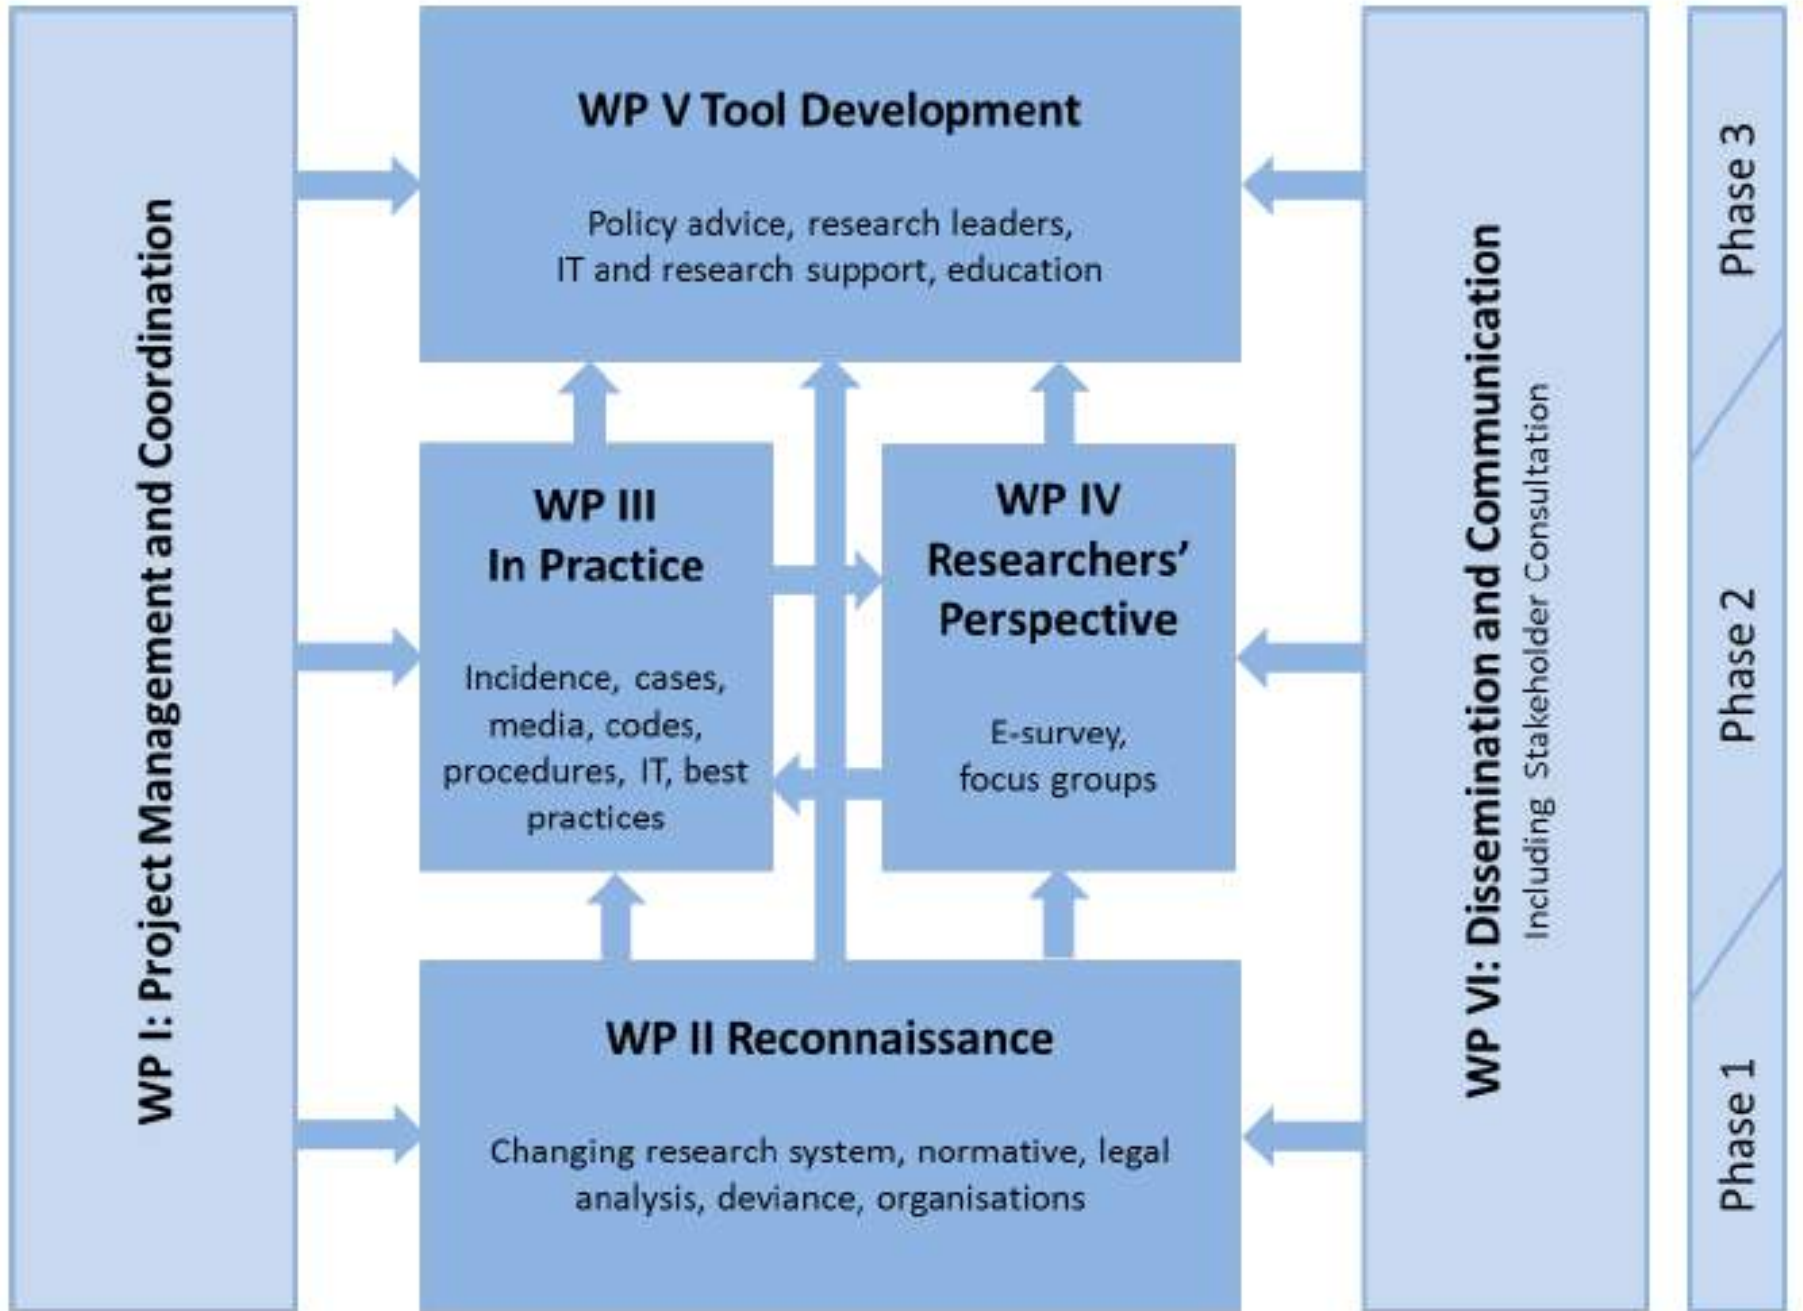 WP I: Project Management and Coordination
WP V Tool Development
Policy advice, research leaders,
IT and research support, education
WP III
In Practice
Incidence, cases,
media, codes,
procedures, IT, best
practices
WP IV
Researchers’
Perspective
E-survey,
focus groups
WP II Reconnaissance
Changing research system, normative, legal
analysis, deviance, organisations
WP VI: Dissemination and Communication
Including Stakeholder Consultation
Phase 3
Phase 2
Phase 1